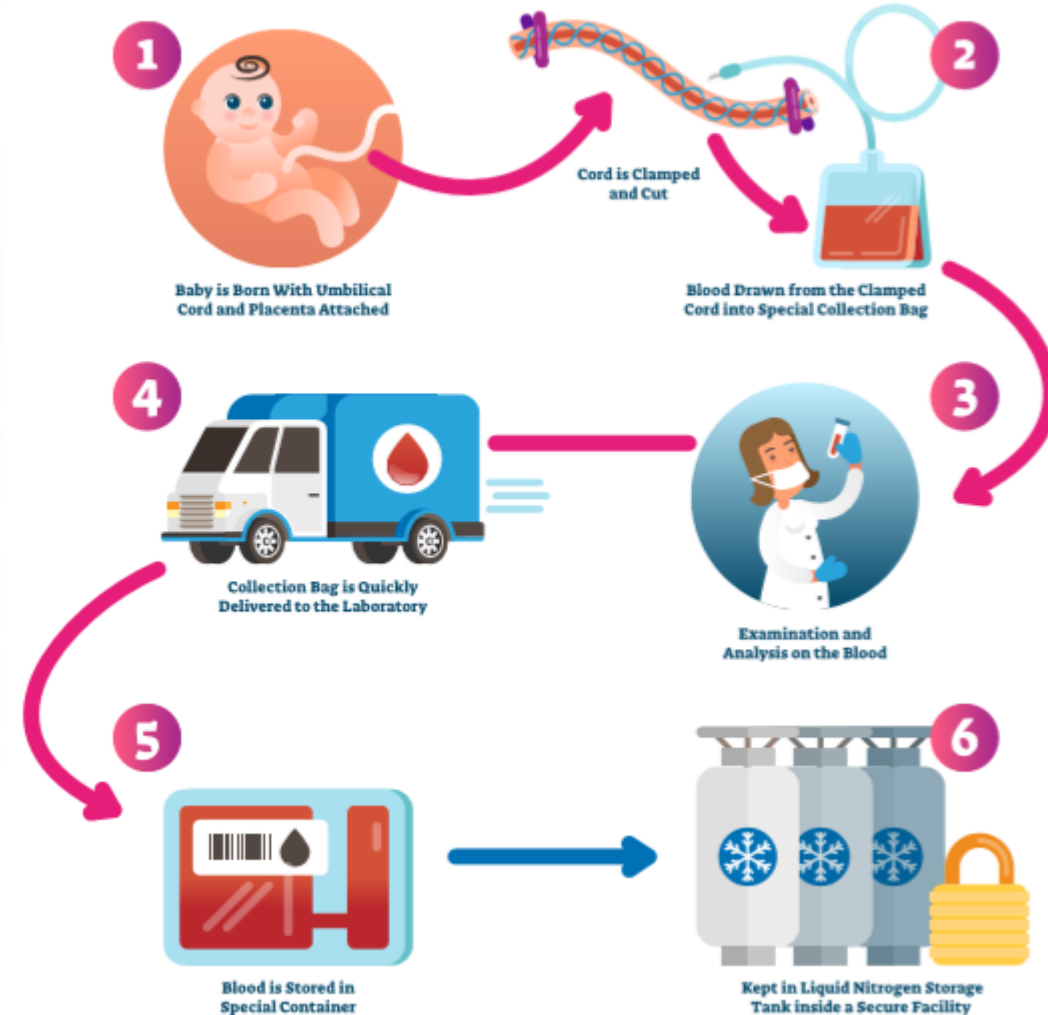 1
Baby is Born With Umbilical
Cord and Placenta Attached
Cord is Clamped
and Cut
2
Blood Drawn from the Clamped
Cord into Special Collection Bag
3
Examination and
Analysis on the Blood
4
Collection Bag is Quickly
Delivered to the Laboratory
5
Blood is Stored in
Special Container
6
Kept in Liquid Nitrogen Storage
Tank inside a Secure Facility